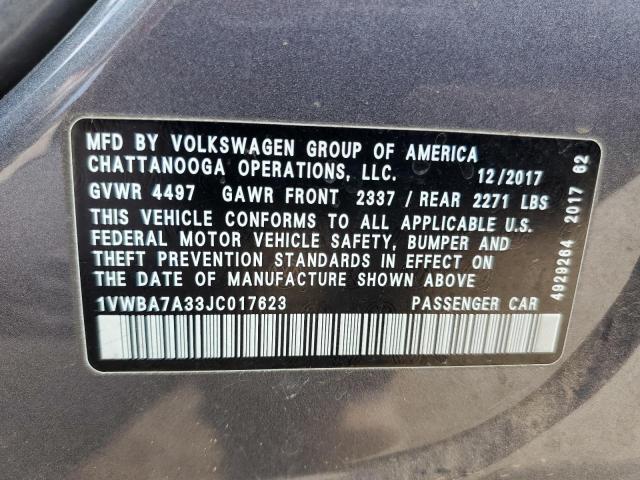 MFD BY VOLKSWAGEN GROUP OF AMERICA
CHATTANOOGA OPERATIONS, LLC. 12/2017
GVWR 4497 GAWR FRONT 2337 / REAR 2271 LBS
THIS VEHICLE CONFORMS TO ALL APPLICABLE U.S.
FEDERAL MOTOR VEHICLE SAFETY, BUMPER AND
THEFT PREVENTION STANDARDS IN EFFECT ON
THE DATE OF MANUFACTURE SHOWN ABOVE
1VWBA7A33JC017623 PASSENGER CAR
4929264 2017 62